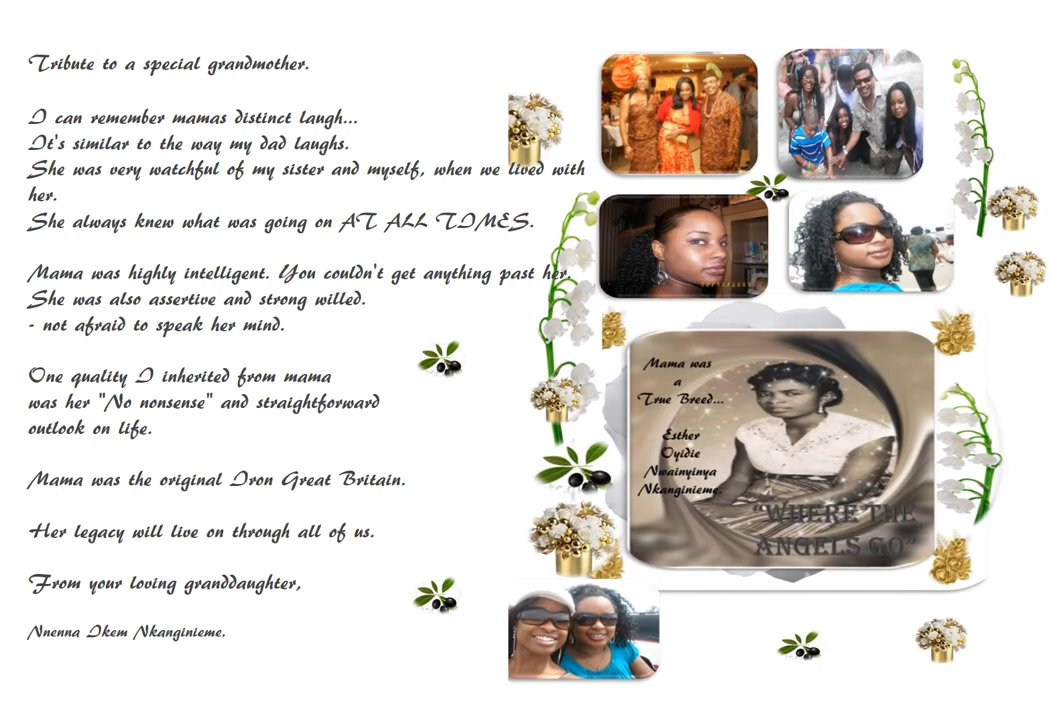 Tribute to a special grandmother.
I can remember mamas distinct laugh...
It's similar to the way my dad laughs.
She was very watchful of my sister and myself, when we lived with
her.
She always knew what was going on AT ALL TIMES.
Mama was highly intelligent. You couldn't get anything past her.
She was also assertive and strong willed.
- not afraid to speak her mind.
One quality I inherited from mama
was her "No nonsense" and straightforward
outlook on life.
Mama was the original Iron Great Britain.
Her legacy will live on through all of us.
From your loving granddaughter,
Nnenna Ikem Nkanginieme.
Mama was
a
True Breed...
Esther
Oyidie
Nwainyinya
Nkanginieme.
"WHERE THE
ANGELS GO"